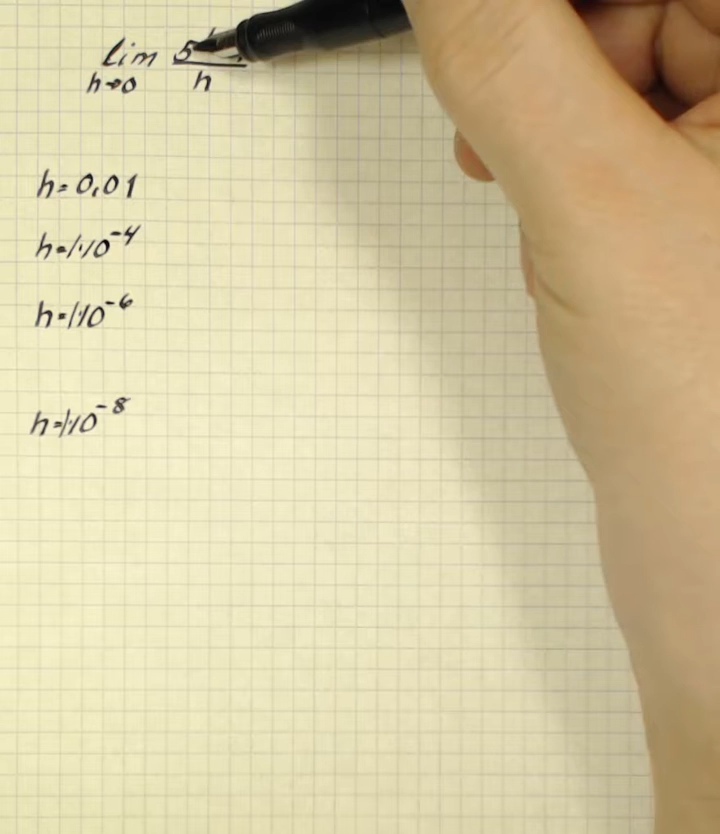 lim 5
h→0 h
h=0,01
h=1·10⁻⁴
h=1·10⁻⁶
h=1·10⁻⁸